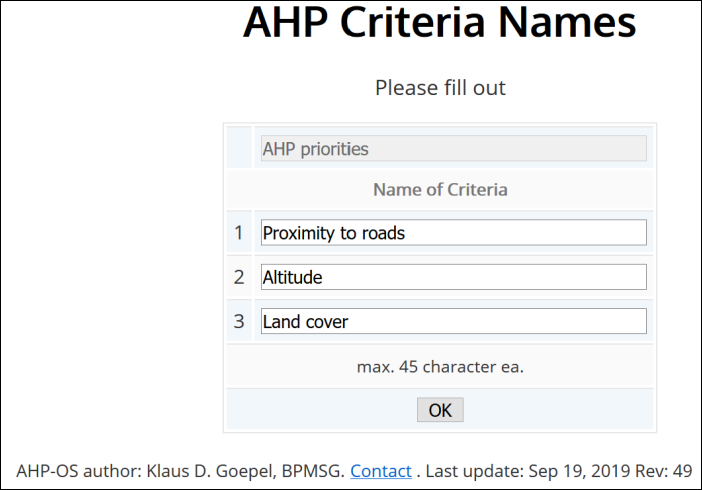 AHP Criteria Names
Please fill out
AHP priorities
Name of Criteria
1 Proximity to roads
2 Altitude
3 Land cover
max. 45 character ea.
OK
AHP-OS author: Klaus D. Goepel, BPMSG. Contact . Last update: Sep 19, 2019 Rev: 49